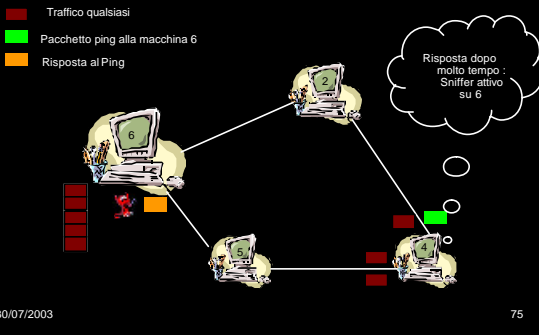 Traffico qualsiasi
Pacchetto ping alla macchina 6
Risposta al Ping
Risposta dopo
molto tempo :
Sniffer attivo
su 6
2
6
5
4
30/07/2003
75